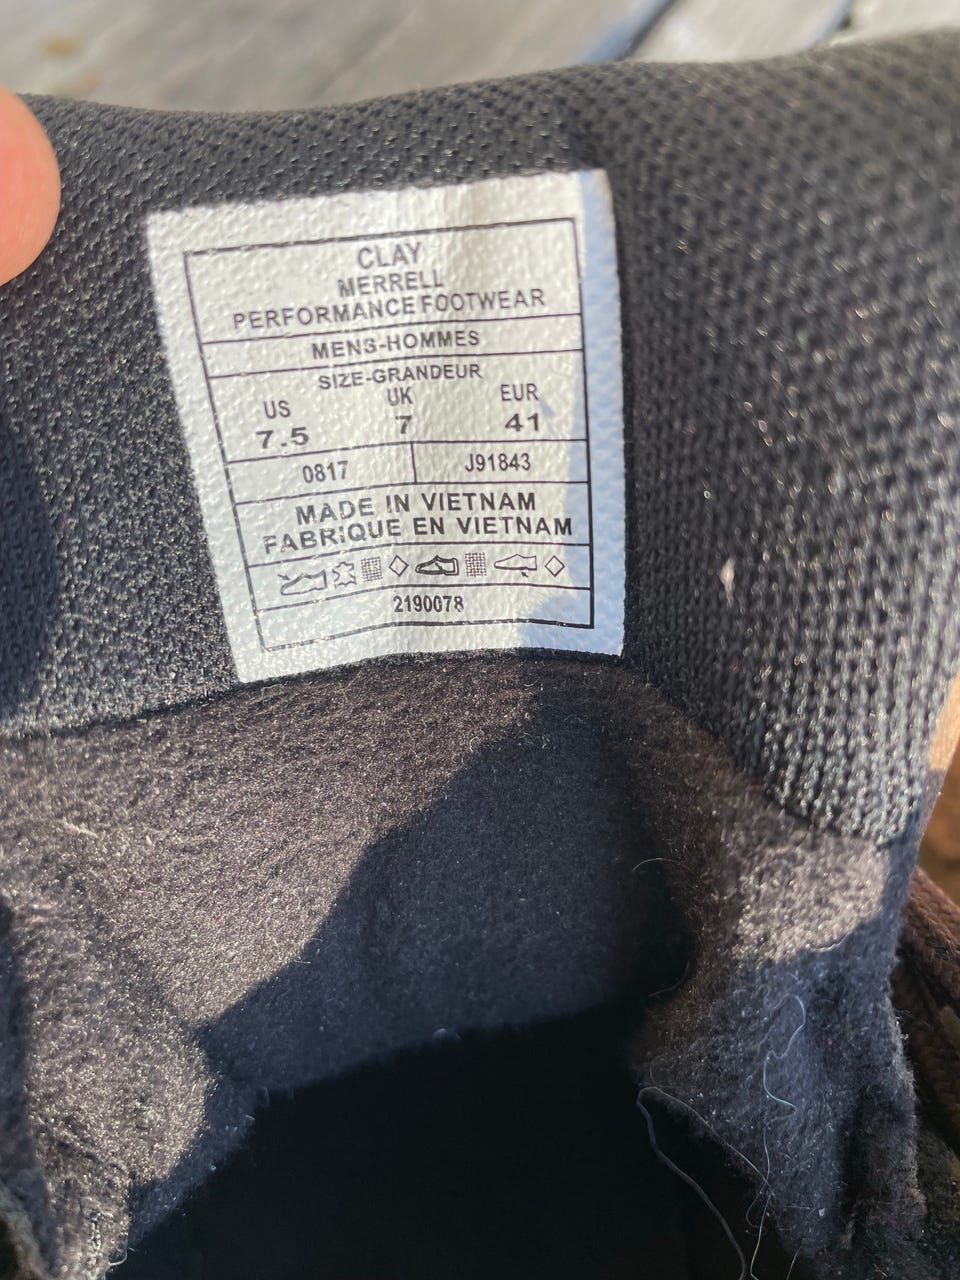 CLAY
MERRELL
PERFORMANCE FOOTWEAR
MENS-HOMMES
SIZE-GRANDEUR
US UK EUR
7.5 7 41
0817 J91843
MADE IN VIETNAM
FABRIQUE EN VIETNAM
2190078